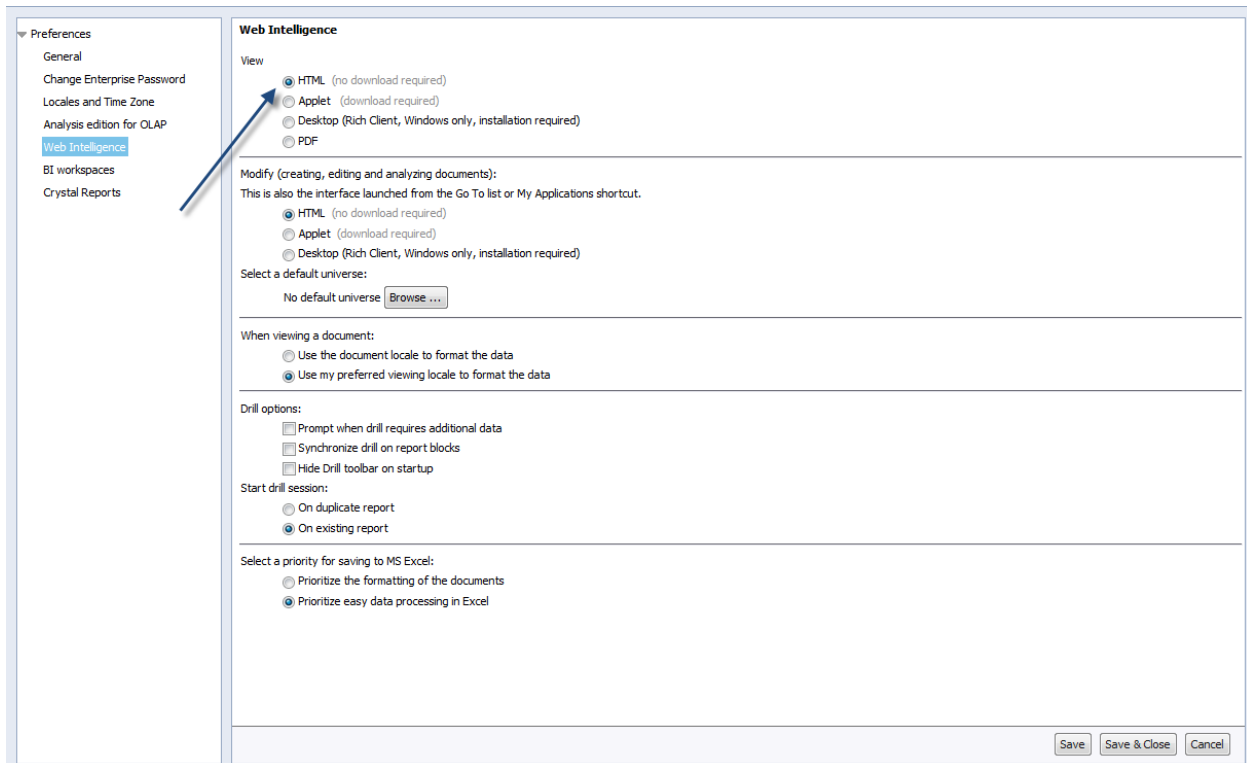 Preferences
General
Change Enterprise Password
Locales and Time Zone
Analysis edition for OLAP
Web Intelligence
BI workspaces
Crystal Reports
Web Intelligence
View
HTML (no download required)
Applet (download required)
Desktop (Rich Client, Windows only, installation required)
PDF
Modify (creating, editing and analyzing documents):
This is also the interface launched from the Go To list or My Applications shortcut.
HTML (no download required)
Applet (download required)
Desktop (Rich Client, Windows only, installation required)
Select a default universe:
No default universe Browse ...
When viewing a document:
Use the document locale to format the data
Use my preferred viewing locale to format the data
Drill options:
Prompt when drill requires additional data
Synchronize drill on report blocks
Hide Drill toolbar on startup
Start drill session:
On duplicate report
On existing report
Select a priority for saving to MS Excel:
Prioritize the formatting of the documents
Prioritize easy data processing in Excel
Save Save & Close Cancel